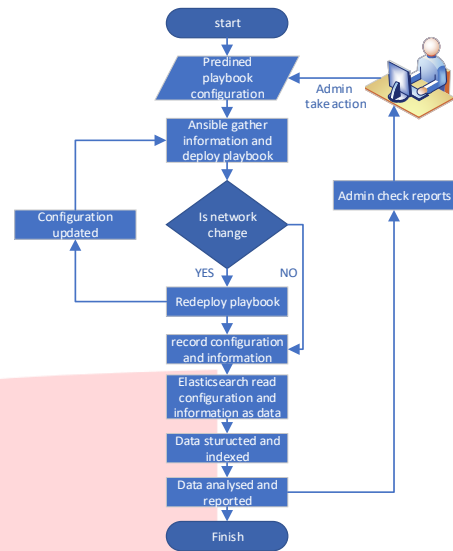 start
Predined
playbook
configuration
Admin
take action
Ansible gather
information and
deploy playbook
Configuration
updated
Is network
change
Admin check reports
YES
NO
Redeploy playbook
record configuration
and information
Elasticsearch read
configuration and
information as data
Data sturucted and
indexed
Data analysed and
reported
Finish